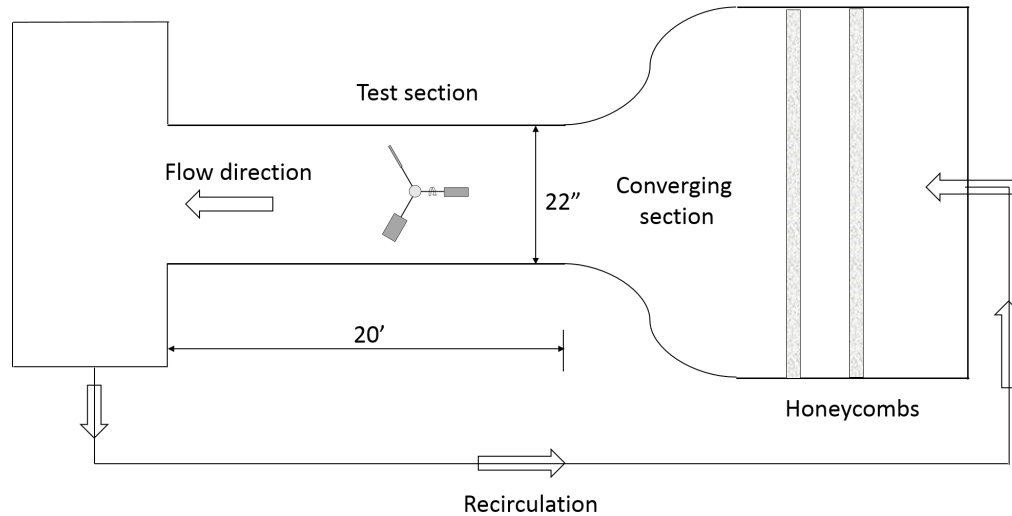 Test section
Flow direction
22”
Converging
section
20’
Honeycombs
Recirculation